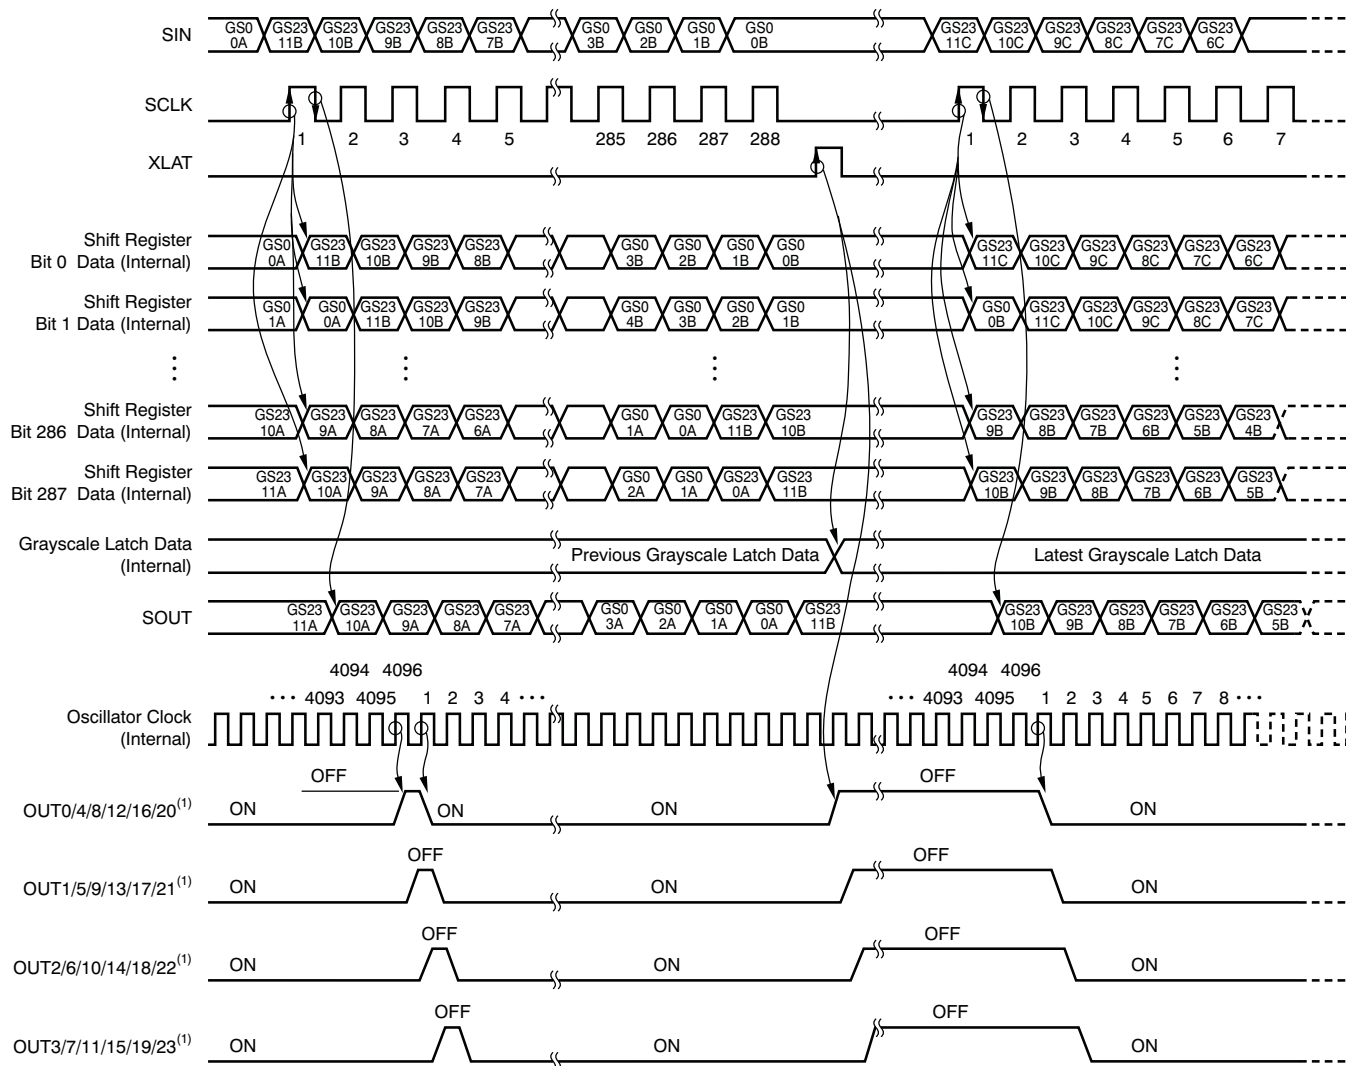 SIN GS0 0A GS23 11B GS23 10B GS23 9B GS23 8B GS23 7B GS0 3B GS0 2B GS0 1B GS0 0B GS23 11C GS23 10C GS23 9C GS23 8C GS23 7C GS23 6C
SCLK
1 2 3 4 5 285 286 287 288 1 2 3 4 5 6 7
XLAT
Shift Register
Bit 0 Data (Internal)
GS0 0A GS23 11B GS23 10B GS23 9B GS23 8B GS0 3B GS0 2B GS0 1B GS0 0B GS23 11C GS23 10C GS23 9C GS23 8C GS23 7C GS23 6C
Shift Register
Bit 1 Data (Internal)
GS0 1A GS0 0A GS23 11B GS23 10B GS23 9B GS0 4B GS0 3B GS0 2B GS0 1B GS0 0B GS23 11C GS23 10C GS23 9C GS23 8C GS23 7C
Shift Register
Bit 286 Data (Internal)
GS23 10A GS23 9A GS23 8A GS23 7A GS23 6A GS0 1A GS0 0A GS23 11B GS23 10B GS23 9B GS23 8B GS23 7B GS23 6B GS23 5B GS23 4B
Shift Register
Bit 287 Data (Internal)
GS23 11A GS23 10A GS23 9A GS23 8A GS23 7A GS0 2A GS0 1A GS23 0A GS23 11B GS23 10B GS23 9B GS23 8B GS23 7B GS23 6B GS23 5B
Grayscale Latch Data
(Internal)
Previous Grayscale Latch Data Latest Grayscale Latch Data
SOUT GS23 11A GS23 10A GS23 9A GS23 8A GS23 7A GS0 3A GS0 2A GS0 1A GS0 0A GS23 11B GS23 10B GS23 9B GS23 8B GS23 7B GS23 6B GS23 5B
4094 4096 4094 4096
... 4093 4095 1 2 3 4 ... ... 4093 4095 1 2 3 4 5 6 7 8 ...
Oscillator Clock
(Internal)
OFF OFF
OUT0/4/8/12/16/20(1) ON ON ON ON
OFF OFF
OUT1/5/9/13/17/21(1) ON ON ON
OFF OFF
OUT2/6/10/14/18/22(1) ON ON ON
OFF OFF
OUT3/7/11/15/19/23(1) ON ON ON